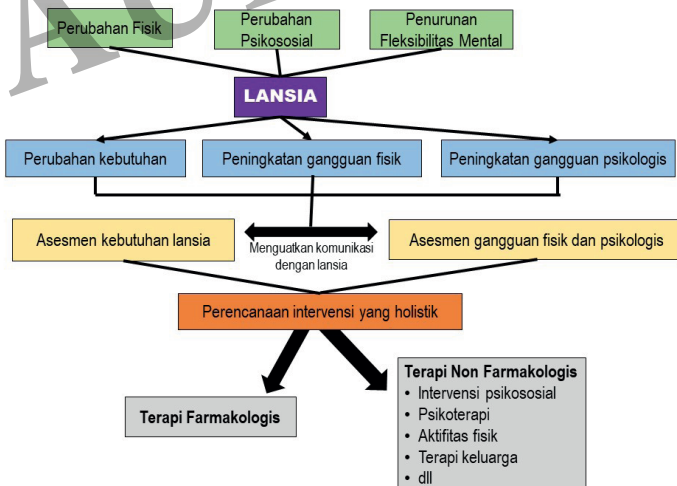 Perubahan Fisik
Perubahan
Psikososial
Penurunan
Fleksibilitas Mental
LANSIA
Perubahan kebutuhan
Peningkatan gangguan fisik
Peningkatan gangguan psikologis
Asesmen kebutuhan lansia
Menguatkan komunikasi
dengan lansia
Asesmen gangguan fisik dan psikologis
Perencanaan intervensi yang holistik
Terapi Farmakologis
Terapi Non Farmakologis
• Intervensi psikososial
• Psikoterapi
• Aktifitas fisik
• Terapi keluarga
• dll